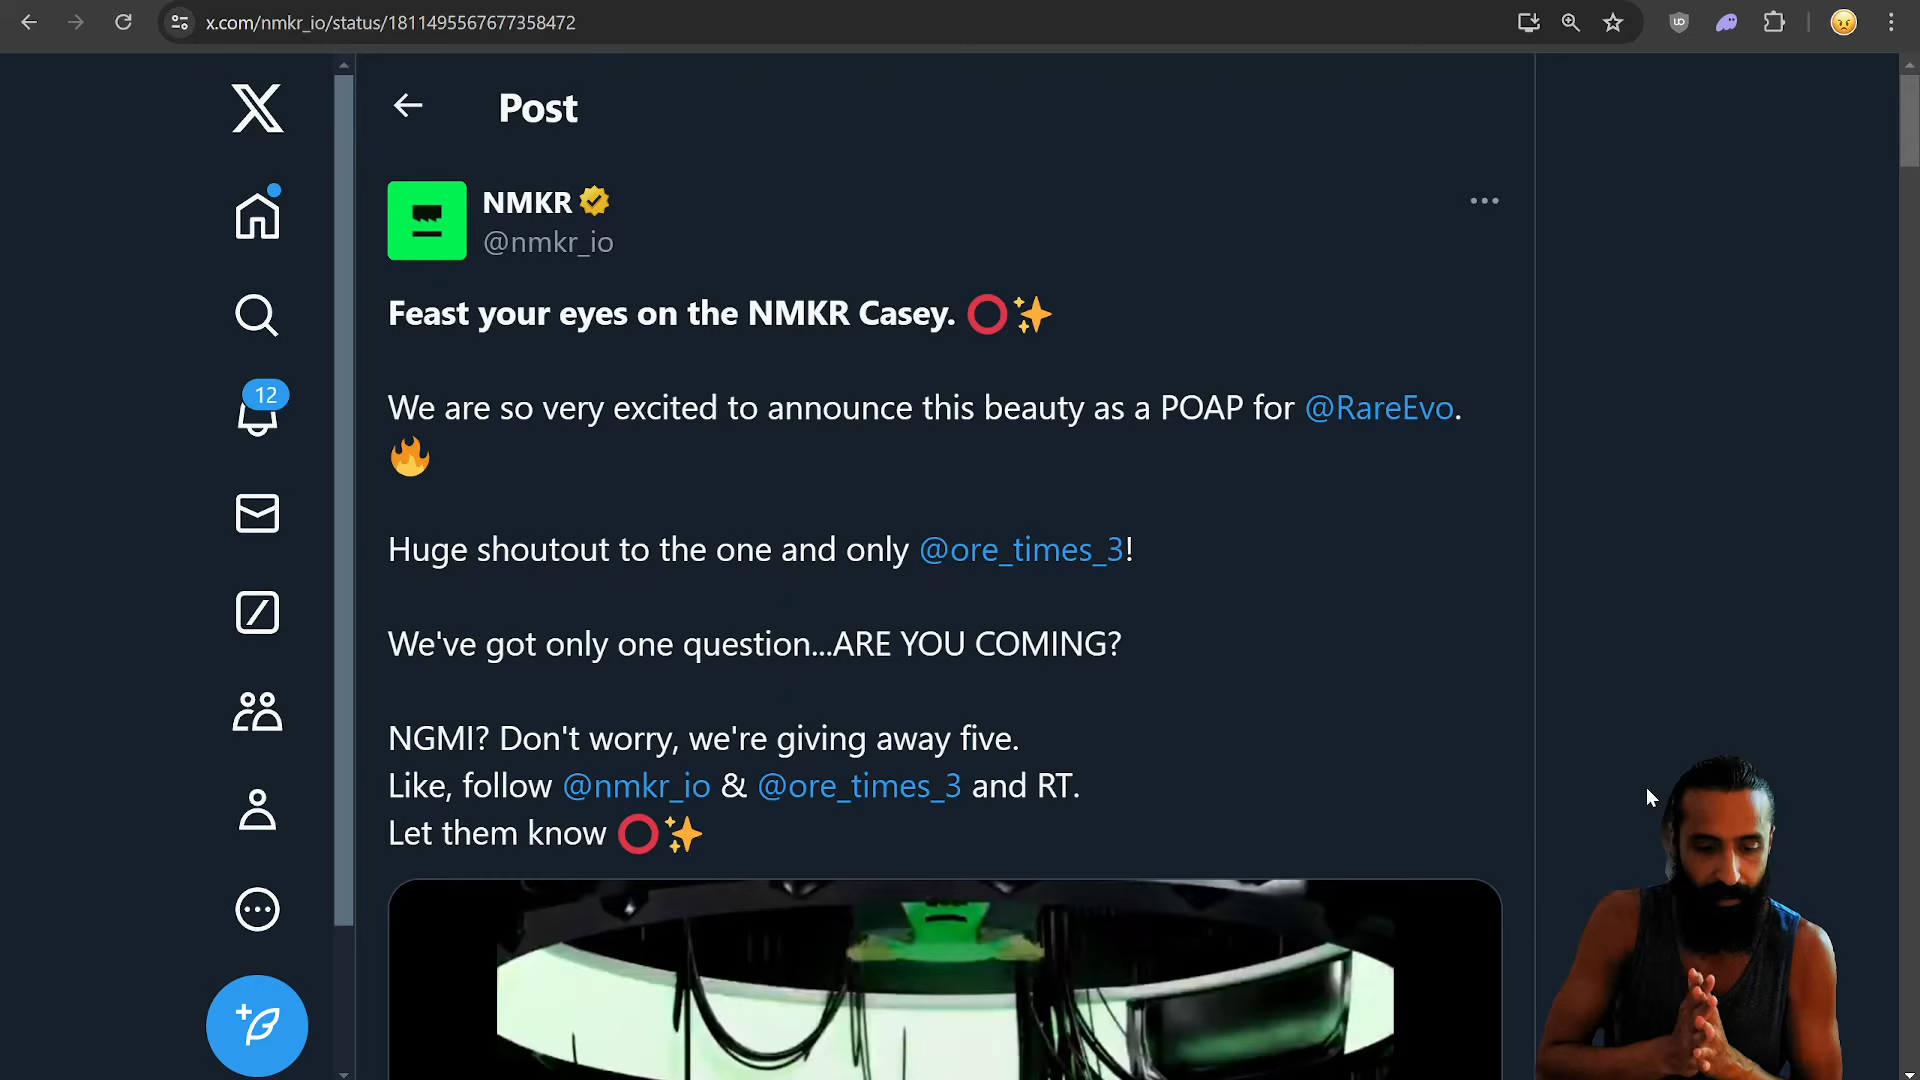 x.com/nmkr_io/status/1811495567677358472
Post
NMKR
@nmkr_io
Feast your eyes on the NMKR Casey. ⭕✨
We are so very excited to announce this beauty as a POAP for @RareEvo.
🔥
Huge shoutout to the one and only @ore_times_3!
12
We've got only one question...ARE YOU COMING?
NGMI? Don't worry, we're giving away five.
Like, follow @nmkr_io & @ore_times_3 and RT.
Let them know ⭕✨